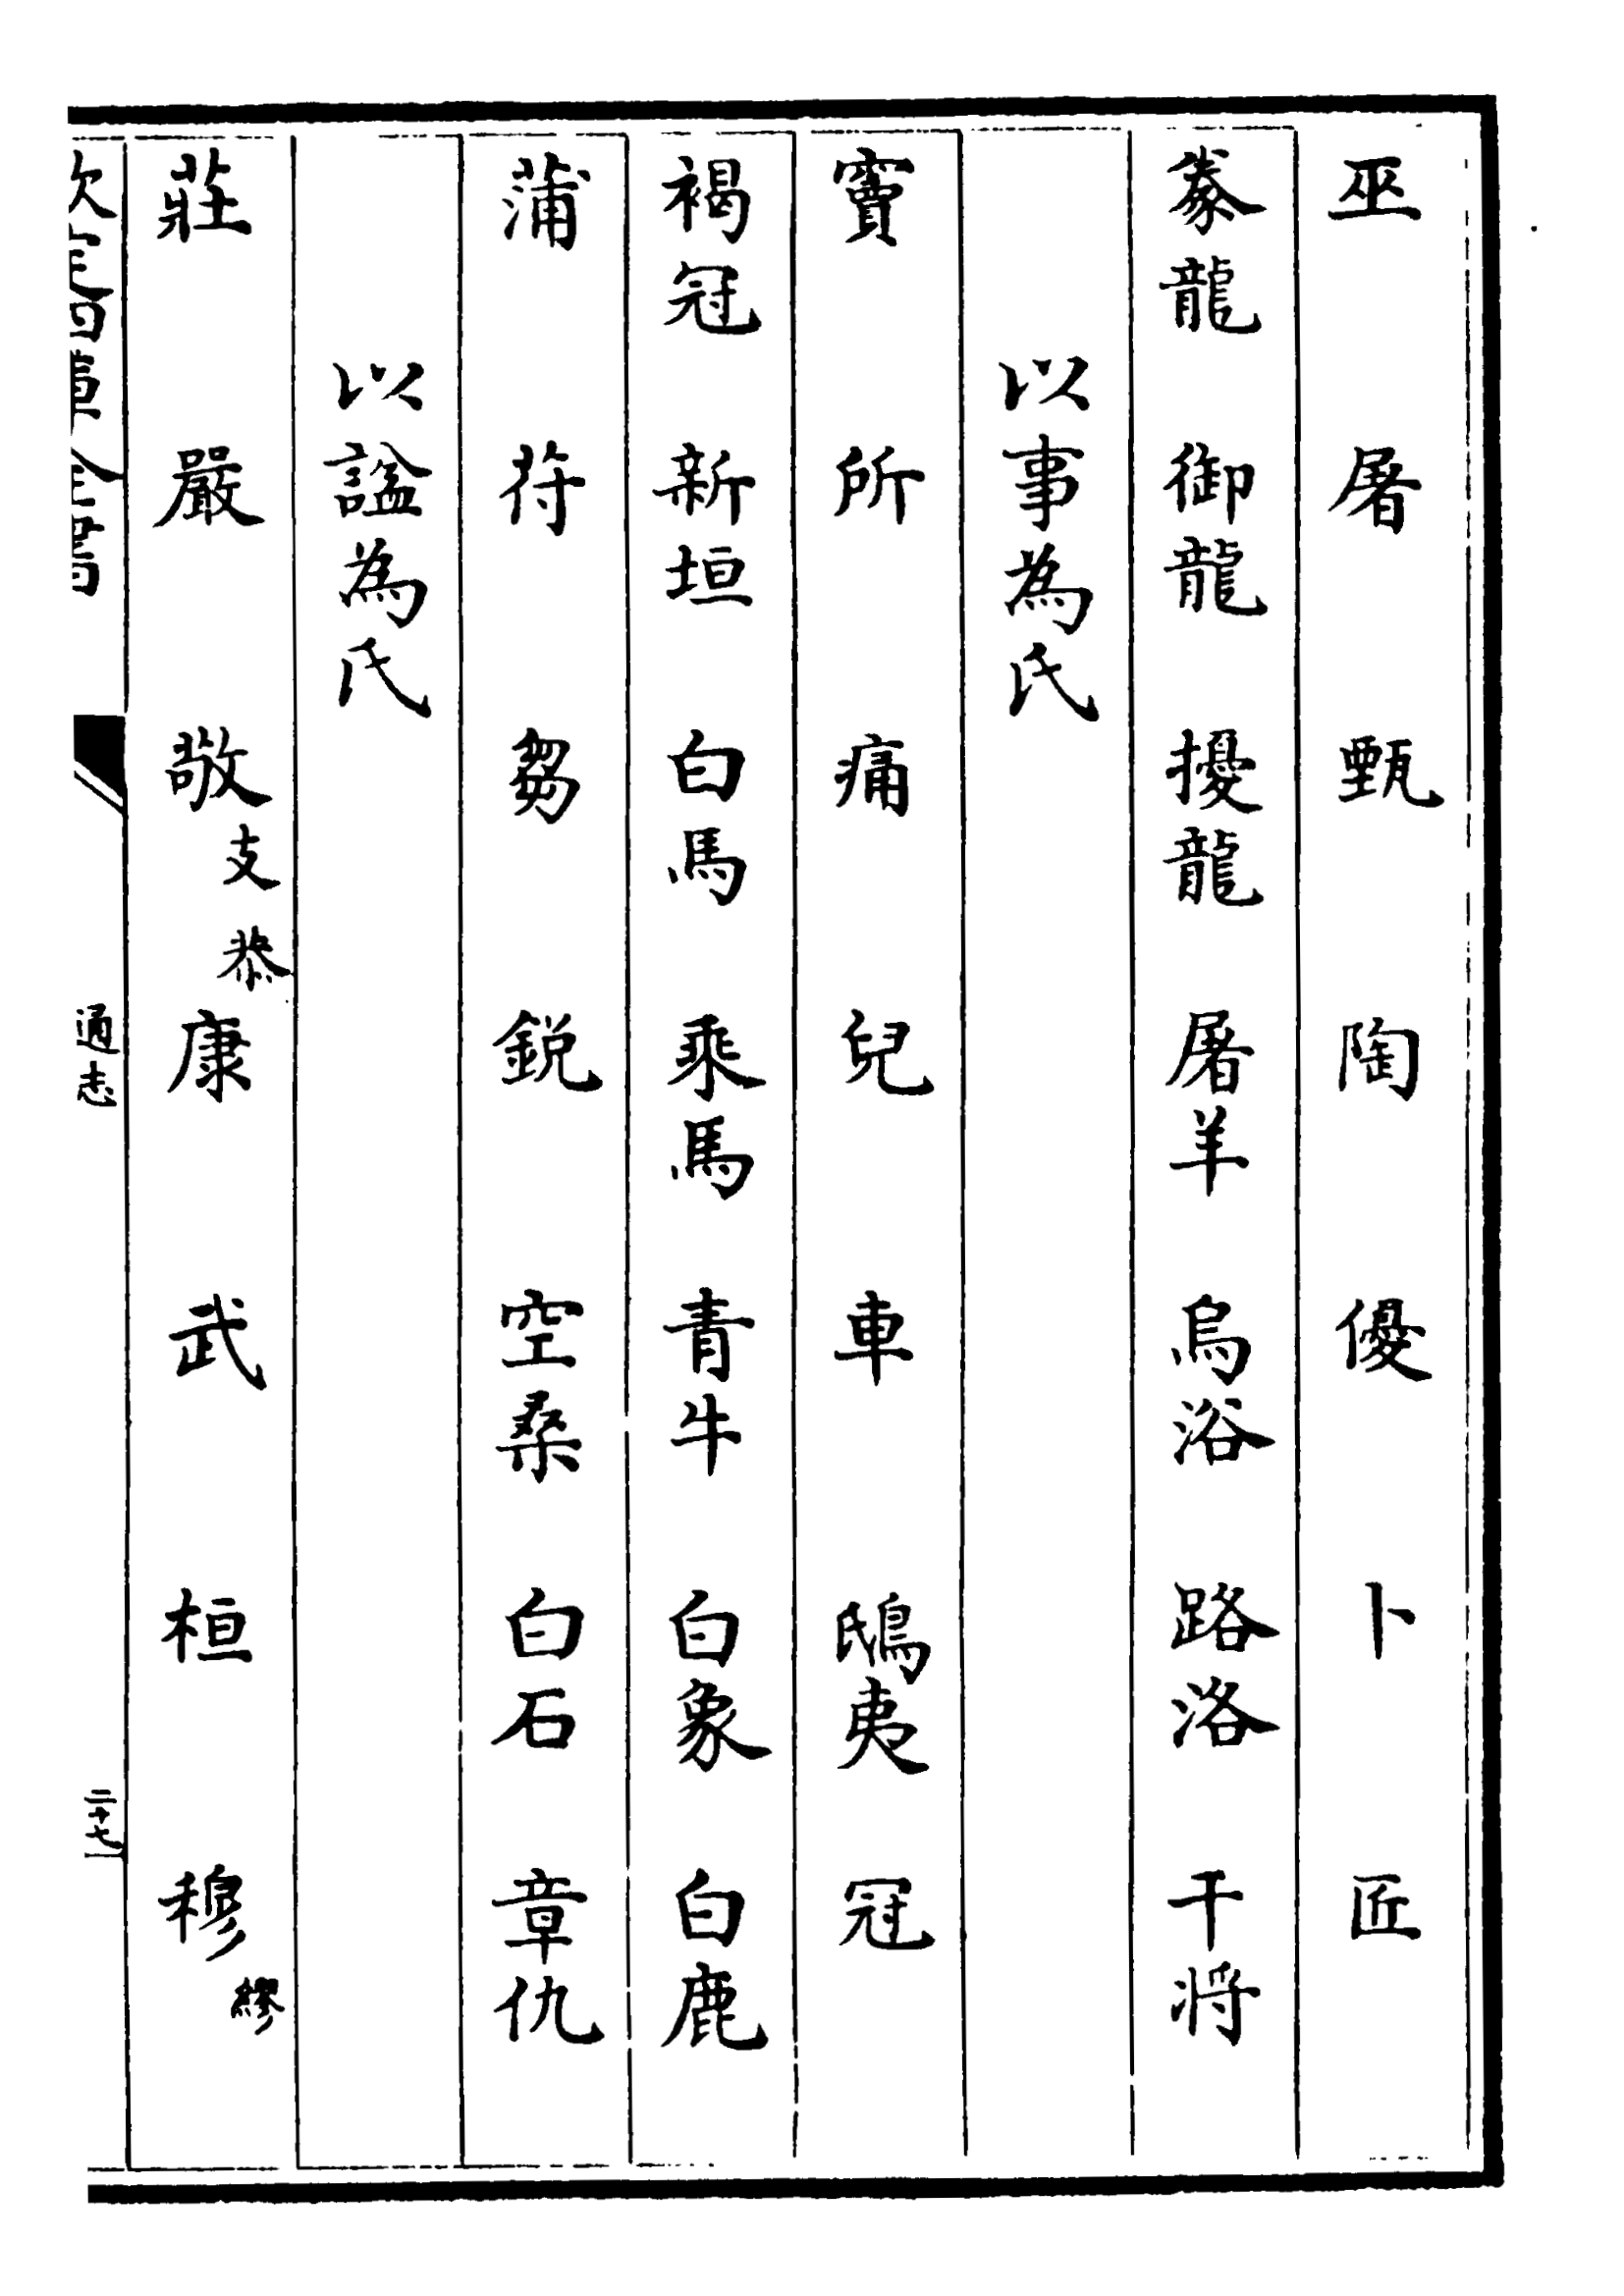 巫 屠 甄 陶 優 卜 匠
豢龍 御龍 擾龍 屠羊 烏浴 路洛 干將
以事為氏
竇 所 痛 兒 車 鴟夷 冠
褐冠 新垣 白馬 乘馬 青牛 白象 白鹿
蒲 苻 芻 鋭 空桑 白石 章仇
以諡為氏
莊 嚴 敬 支 恭 康 武 桓 穆 繆
欽定四庫全書 通志 二十七